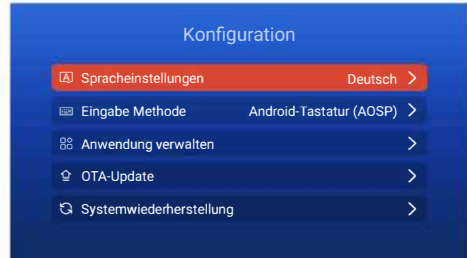 Konfiguration
Spracheinstellungen Deutsch
Eingabe Methode Android-Tastatur (AOSP)
Anwendung verwalten
OTA-Update
Systemwiederherstellung